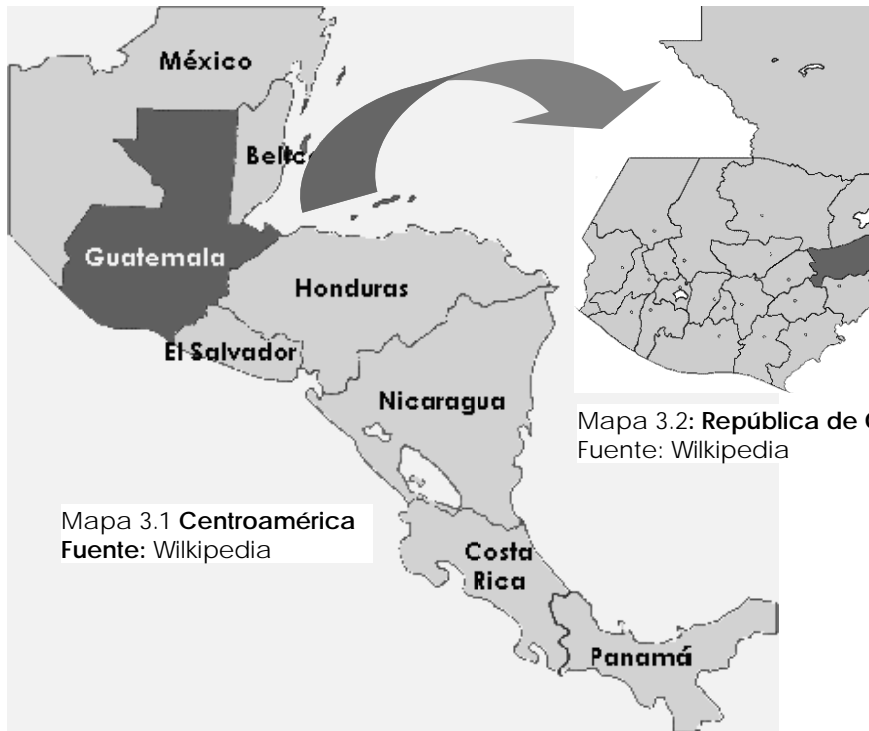 México
Belic
Guatemala
Honduras
El Salvador
Nicaragua
Mapa 3.2: República de
Fuente: Wilkipedia
Mapa 3.1 Centroamérica
Fuente: Wilkipedia
Costa
Rica
Panamá